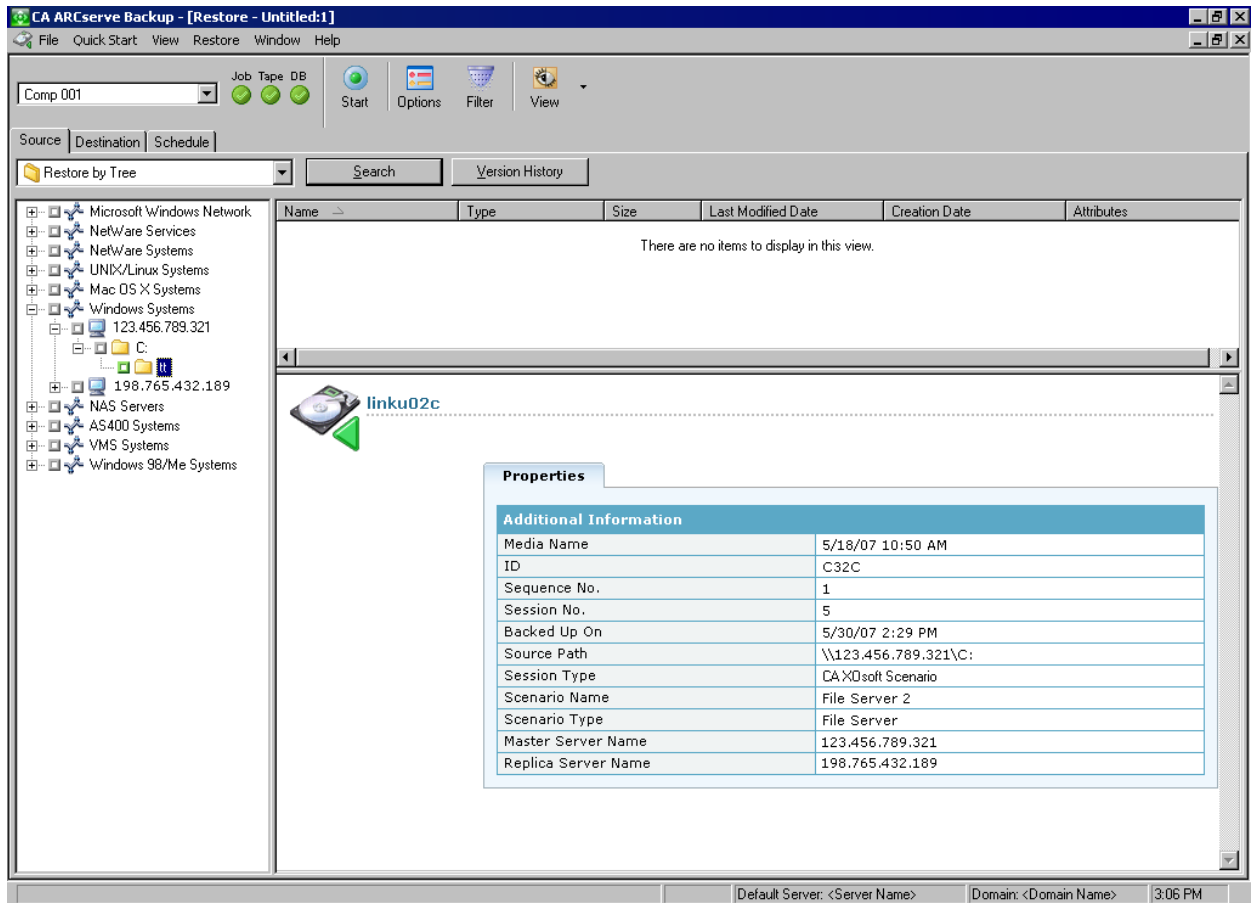 CA ARCserve Backup - [Restore - Untitled:1]
File Quick Start View Restore Window Help
Comp 001
Job Tape DB
Start Options Filter View
Source Destination Schedule
Restore by Tree
Search Version History
Microsoft Windows Network
NetWare Services
NetWare Systems
UNIX/Linux Systems
Mac OS X Systems
Windows Systems
123.456.789.321
C:
tt
198.765.432.189
NAS Servers
AS400 Systems
VMS Systems
Windows 98/Me Systems
Name Type Size Last Modified Date Creation Date Attributes
There are no items to display in this view.
linku02c
Properties
Additional Information
Media Name 5/18/07 10:50 AM
ID C32C
Sequence No. 1
Session No. 5
Backed Up On 5/30/07 2:29 PM
Source Path \\123.456.789.321\C:
Session Type CA XOsoft Scenario
Scenario Name File Server 2
Scenario Type File Server
Master Server Name 123.456.789.321
Replica Server Name 198.765.432.189
Default Server: <Server Name> Domain: <Domain Name> 3:06 PM